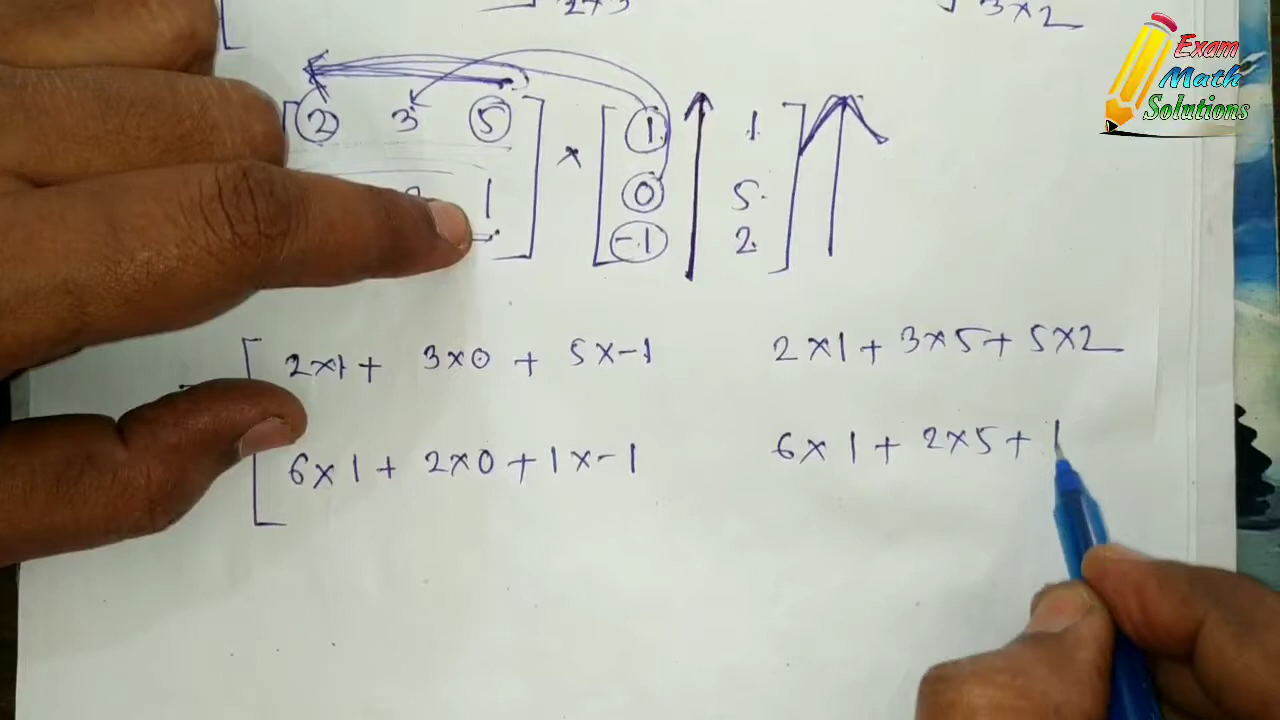 3×2
Exam
Math
Solutions
2 3 5 × 1 1
1 0 5
-1 2
2×1 + 3×0 + 5×-1 2×1 + 3×5 + 5×2
6×1 + 2×0 + 1×-1 6×1 + 2×5 + 1